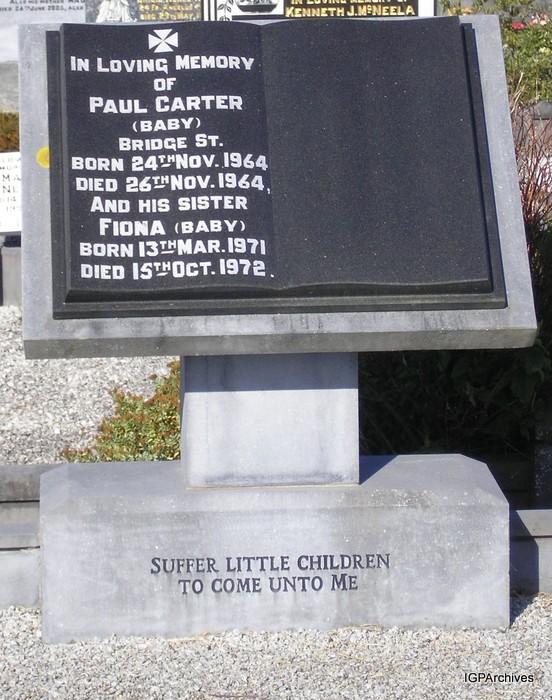 IN LOVING MEMORY OF
KENNETH J. MCNEELA
IN LOVING MEMORY
OF
PAUL CARTER
(BABY)
BRIDGE ST.
BORN 24TH NOV. 1964
DIED 26TH NOV. 1964,
AND HIS SISTER
FIONA (BABY)
BORN 13TH MAR. 1971
DIED 15TH OCT. 1972.
SUFFER LITTLE CHILDREN
TO COME UNTO ME
IGPArchives